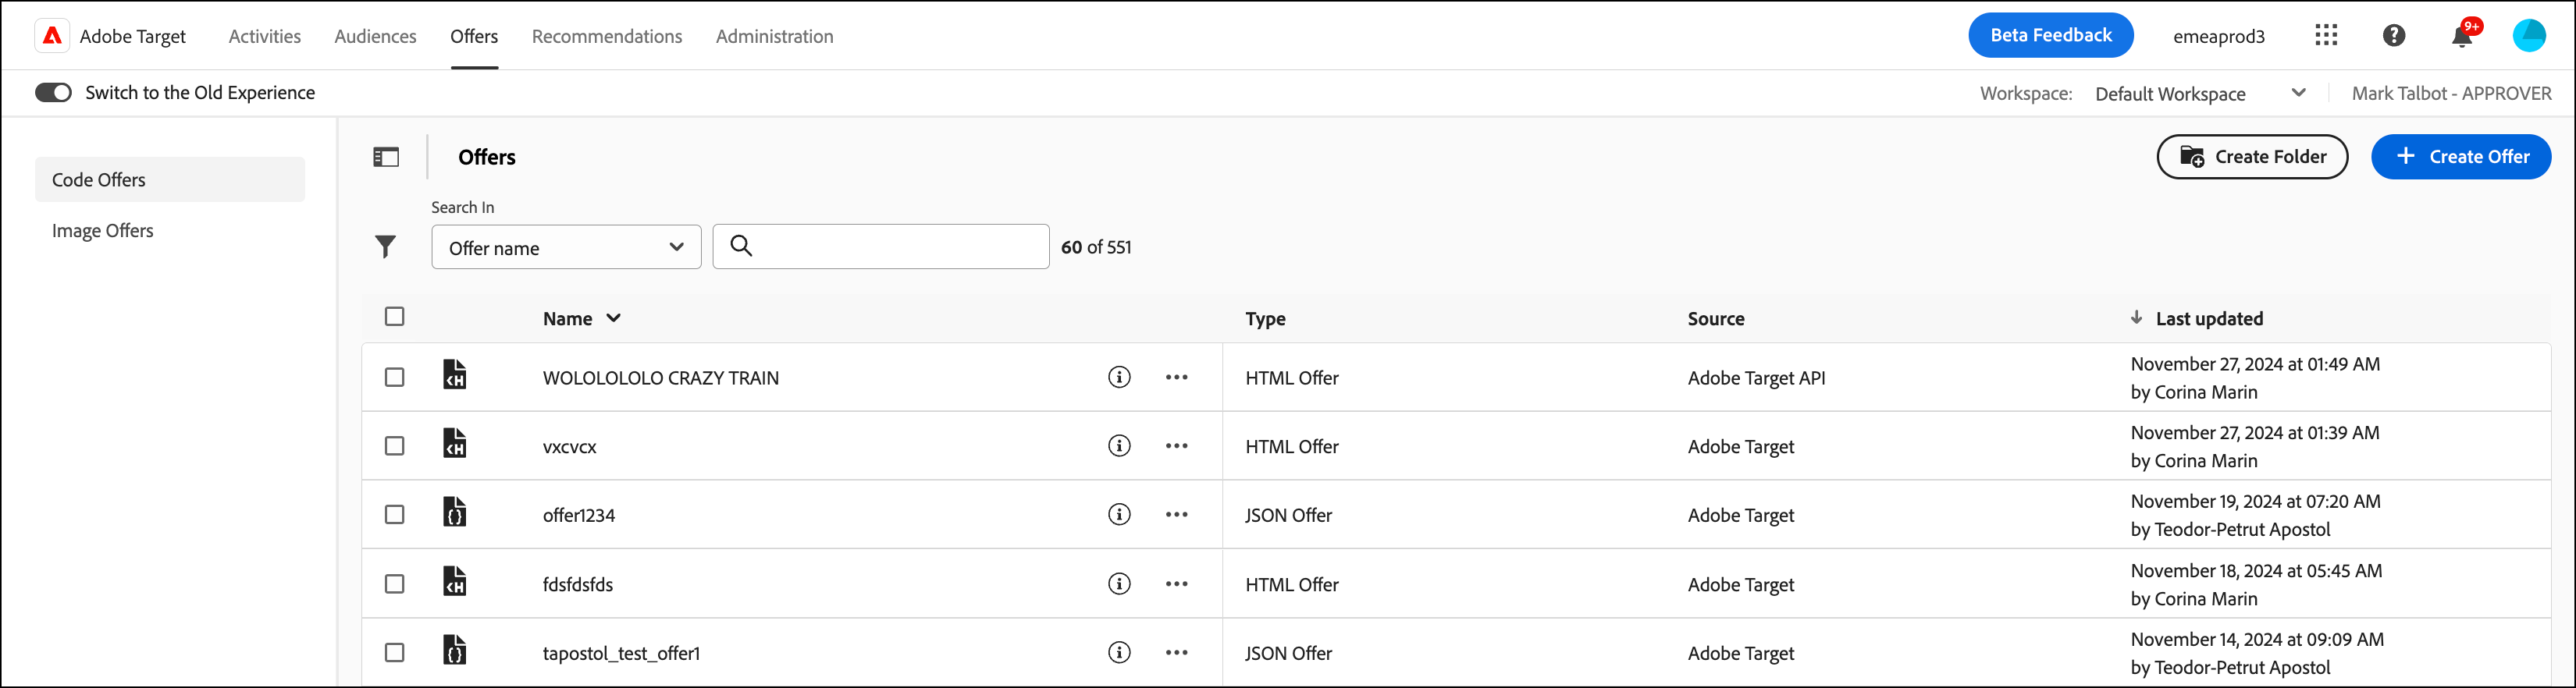 Adobe Target
Activities
Audiences
Offers
Recommendations
Administration
Beta Feedback
emeaprod3
9+
Switch to the Old Experience
Workspace:
Default Workspace
Mark Talbot - APPROVER
Code Offers
Image Offers
Offers
Create Folder
Create Offer
Search In
Offer name
60 of 551
Name
Type
Source
Last updated
WOLOLOLOLO CRAZY TRAIN
HTML Offer
Adobe Target API
November 27, 2024 at 01:49 AM
by Corina Marin
vxcvcx
HTML Offer
Adobe Target
November 27, 2024 at 01:39 AM
by Corina Marin
offer1234
JSON Offer
Adobe Target
November 19, 2024 at 07:20 AM
by Teodor-Petrut Apostol
fdsfdsfds
HTML Offer
Adobe Target
November 18, 2024 at 05:45 AM
by Corina Marin
tapostol_test_offer1
JSON Offer
Adobe Target
November 14, 2024 at 09:09 AM
by Teodor-Petrut Apostol